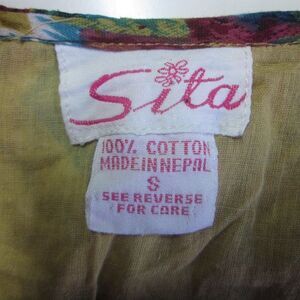 Sita
100% COTTON
MADE IN NEPAL
S
SEE REVERSE
FOR CARE